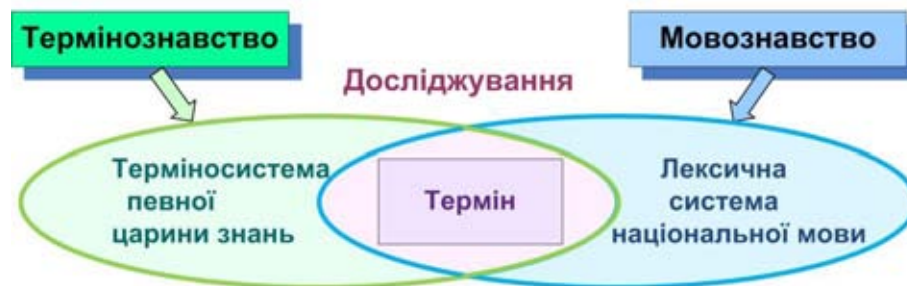 Термінознавство
Мовознавство
Досліджування
Терміносистема
певної
царини знань
Термін
Лексична
система
національної мови